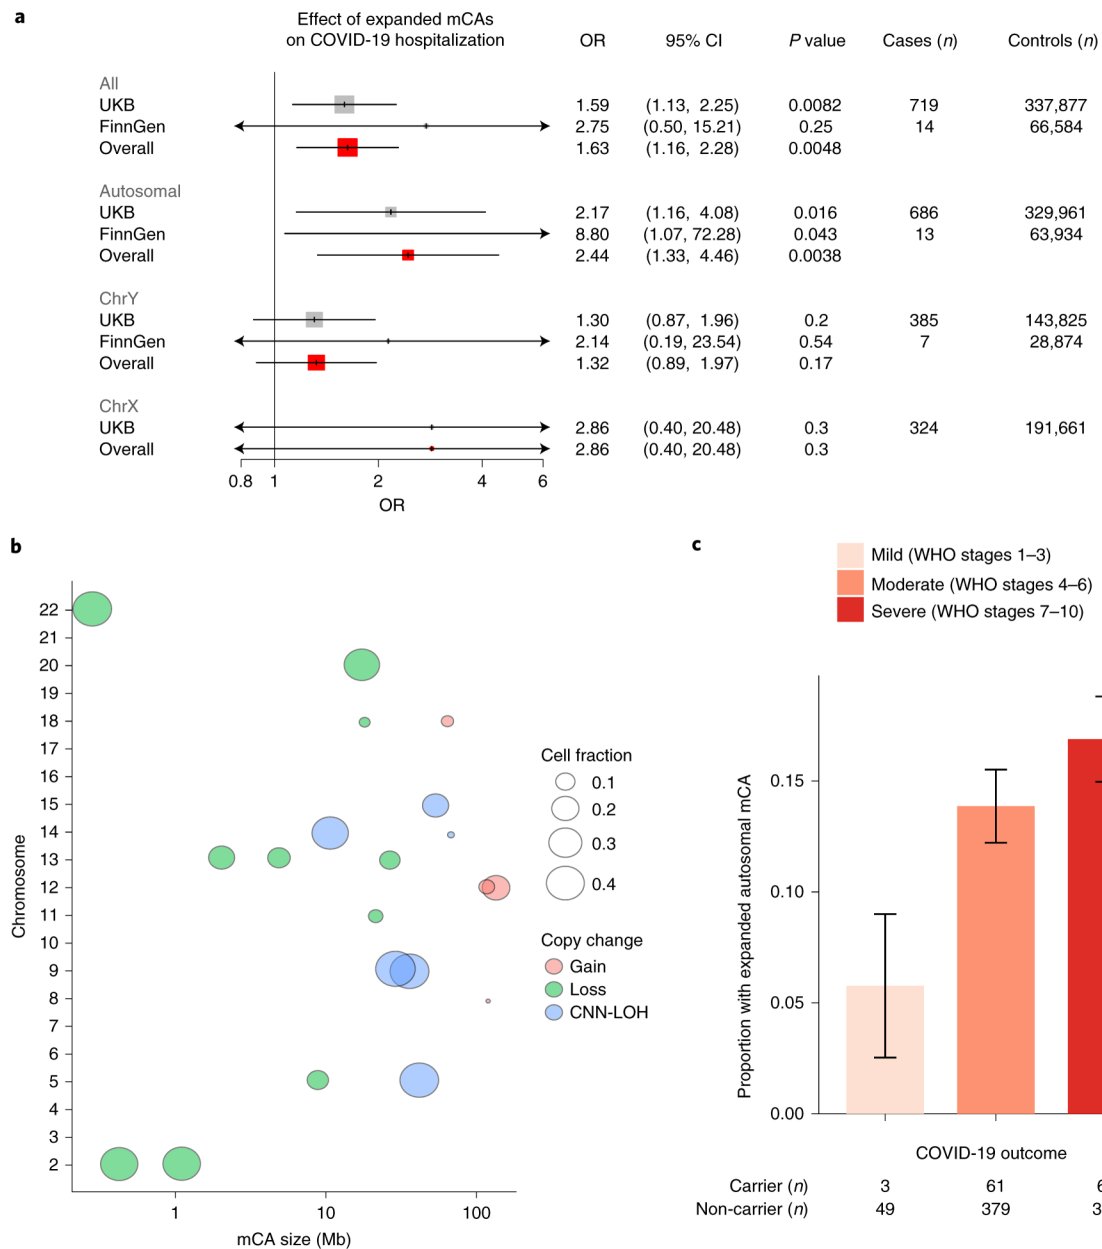 a
Effect of expanded mCAs
on COVID-19 hospitalization
OR 95% CI P value Cases (n) Controls (n)
All
UKB 1.59 (1.13, 2.25) 0.0082 719 337,877
FinnGen 2.75 (0.50, 15.21) 0.25 14 66,584
Overall 1.63 (1.16, 2.28) 0.0048
Autosomal
UKB 2.17 (1.16, 4.08) 0.016 686 329,961
FinnGen 8.80 (1.07, 72.28) 0.043 13 63,934
Overall 2.44 (1.33, 4.46) 0.0038
ChrY
UKB 1.30 (0.87, 1.96) 0.2 385 143,825
FinnGen 2.14 (0.19, 23.54) 0.54 7 28,874
Overall 1.32 (0.89, 1.97) 0.17
ChrX
UKB 2.86 (0.40, 20.48) 0.3 324 191,661
Overall 2.86 (0.40, 20.48) 0.3
0.8 1 2 4 6
OR
b
Chromosome
22
21
20
19
18
17
16
15
14
13
12
11
10
9
8
7
6
5
4
3
2
1 10 100
mCA size (Mb)
Cell fraction
0.1
0.2
0.3
0.4
Copy change
Gain
Loss
CNN-LOH
c
Mild (WHO stages 1–3)
Moderate (WHO stages 4–6)
Severe (WHO stages 7–10)
Proportion with expanded autosomal mCA
0.15
0.10
0.05
0.00
COVID-19 outcome
Carrier (n) 3 61
Non-carrier (n) 49 379